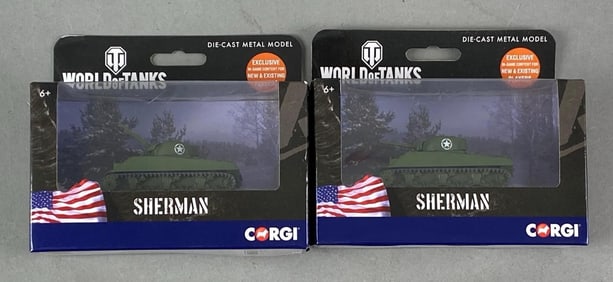 DIE-CAST METAL MODEL
WORLD OF TANKS
EXCLUSIVE
IN-GAME CONTENT FOR
NEW & EXISTING
6+
SHERMAN
CORGI
DIE-CAST METAL MODEL
WORLD OF TANKS
EXCLUSIVE
IN-GAME CONTENT FOR
NEW & EXISTING
PLAYERS
6+
SHERMAN
CORGI